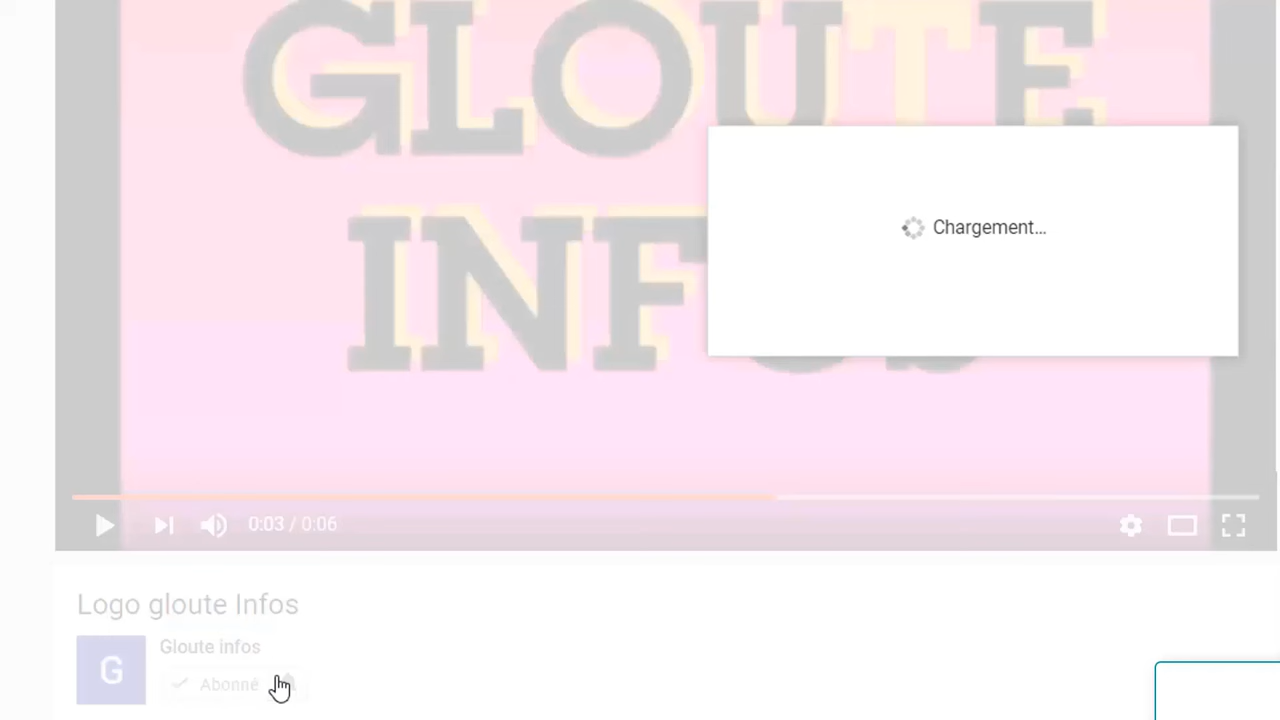 GLOUTE
INF
Chargement...
0:03 / 0:06
Logo gloute Infos
G
Gloute infos
Abonné